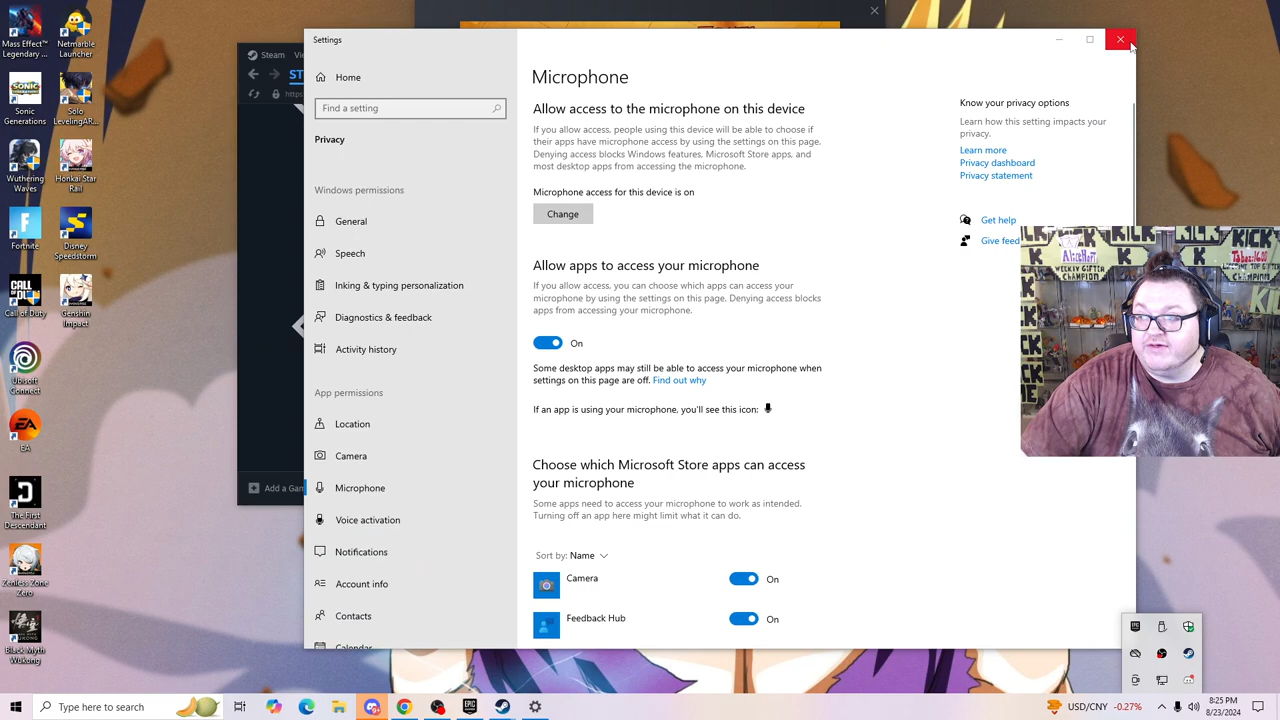 Mass Effect™
Legendary ...
Netmarble
Launcher
Sonic
Generations
Solo
LevelingAR...
Wuthering
Waves
Honkai Star
Rail
Fortnite
Disney
Speedstorm
Call of Duty
Genshin
Impact
Ubisoft
Connect
EA
The First
Descendant
Zenless Zone
Zero
Black Myth
Wukong
Steam
Settings
Home
Find a setting
Privacy
Windows permissions
General
Speech
Inking & typing personalization
Diagnostics & feedback
Activity history
App permissions
Location
Camera
Microphone
Voice activation
Notifications
Account info
Contacts
Calendar
Microphone
Allow access to the microphone on this device
If you allow access, people using this device will be able to choose if
their apps have microphone access by using the settings on this page.
Denying access blocks Windows features, Microsoft Store apps, and
most desktop apps from accessing the microphone.
Microphone access for this device is on
Change
Allow apps to access your microphone
If you allow access, you can choose which apps can access your
microphone by using the settings on this page. Denying access blocks
apps from accessing your microphone.
On
Some desktop apps may still be able to access your microphone when
settings on this page are off. Find out why
If an app is using your microphone, you'll see this icon:
Choose which Microsoft Store apps can access
your microphone
Some apps need to access your microphone to work as intended.
Turning off an app here might limit what it can do.
Sort by: Name
Camera
On
Feedback Hub
On
Know your privacy options
Learn how this setting impacts your
privacy.
Learn more
Privacy dashboard
Privacy statement
Get help
Give feed
WEEKLY GIFTER
CHAMPION
Type here to search
USD/CNY -0.27%
8:25 PM
8/23/2024